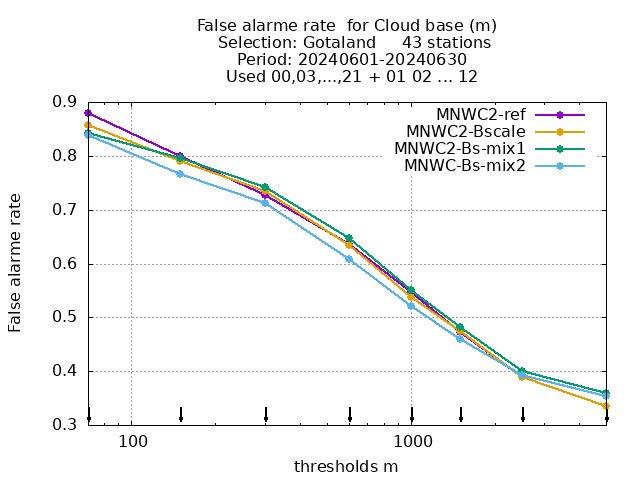 False alarme rate  for Cloud base (m)
Selection: Gotaland     43 stations
Period: 20240601-20240630
Used 00,03,...,21 + 01 02 ... 12
MNWC2-ref
MNWC2-Bscale
MNWC2-Bs-mix1
MNWC-Bs-mix2
False alarme rate
0.9
0.8
0.7
0.6
0.5
0.4
0.3
100
1000
thresholds m